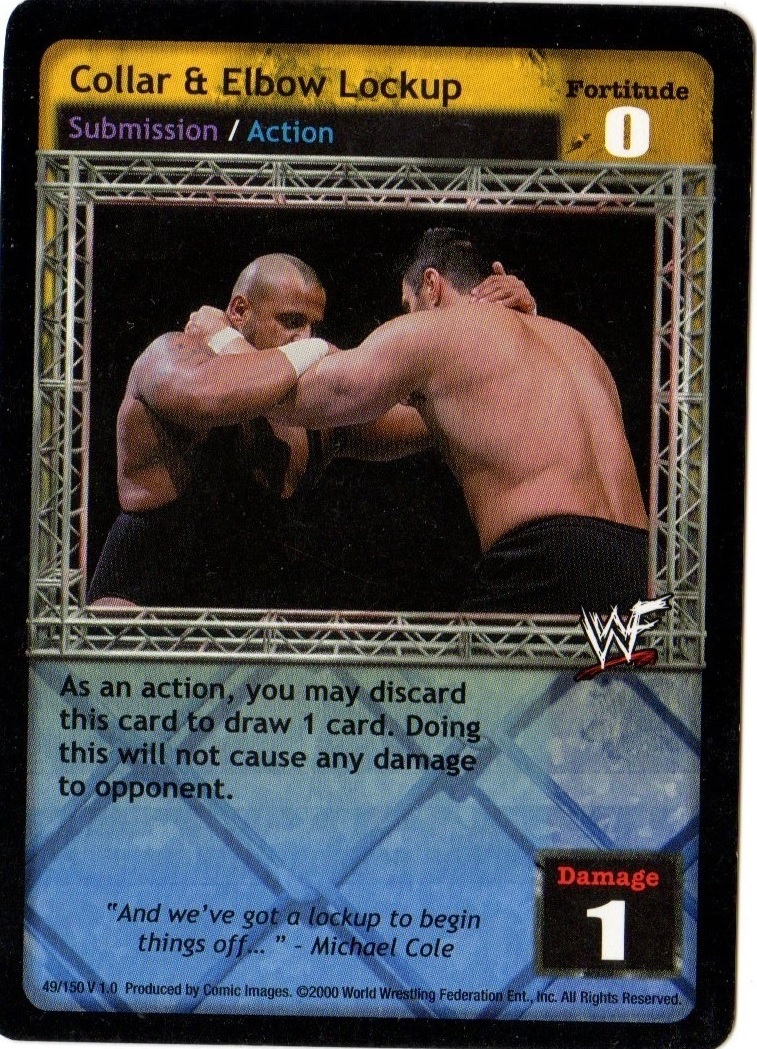 Collar & Elbow Lockup
Fortitude
0
Submission / Action
WF
As an action, you may discard
this card to draw 1 card. Doing
this will not cause any damage
to opponent.
Damage
1
"And we've got a lockup to begin
things off... " - Michael Cole
49/150 V 1.0 Produced by Comic Images. ©2000 World Wrestling Federation Ent., Inc. All Rights Reserved.